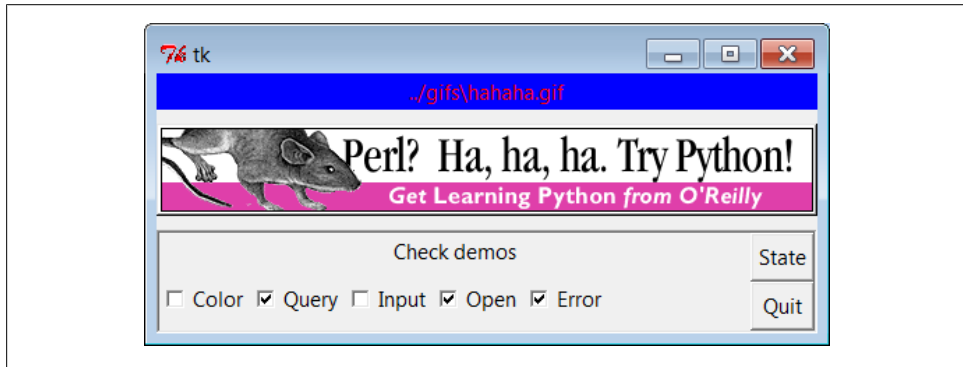 tk
../gifs\hahaha.gif
Perl? Ha, ha, ha. Try Python!
Get Learning Python from O'Reilly
Check demos
State
Color Query Input Open Error
Quit